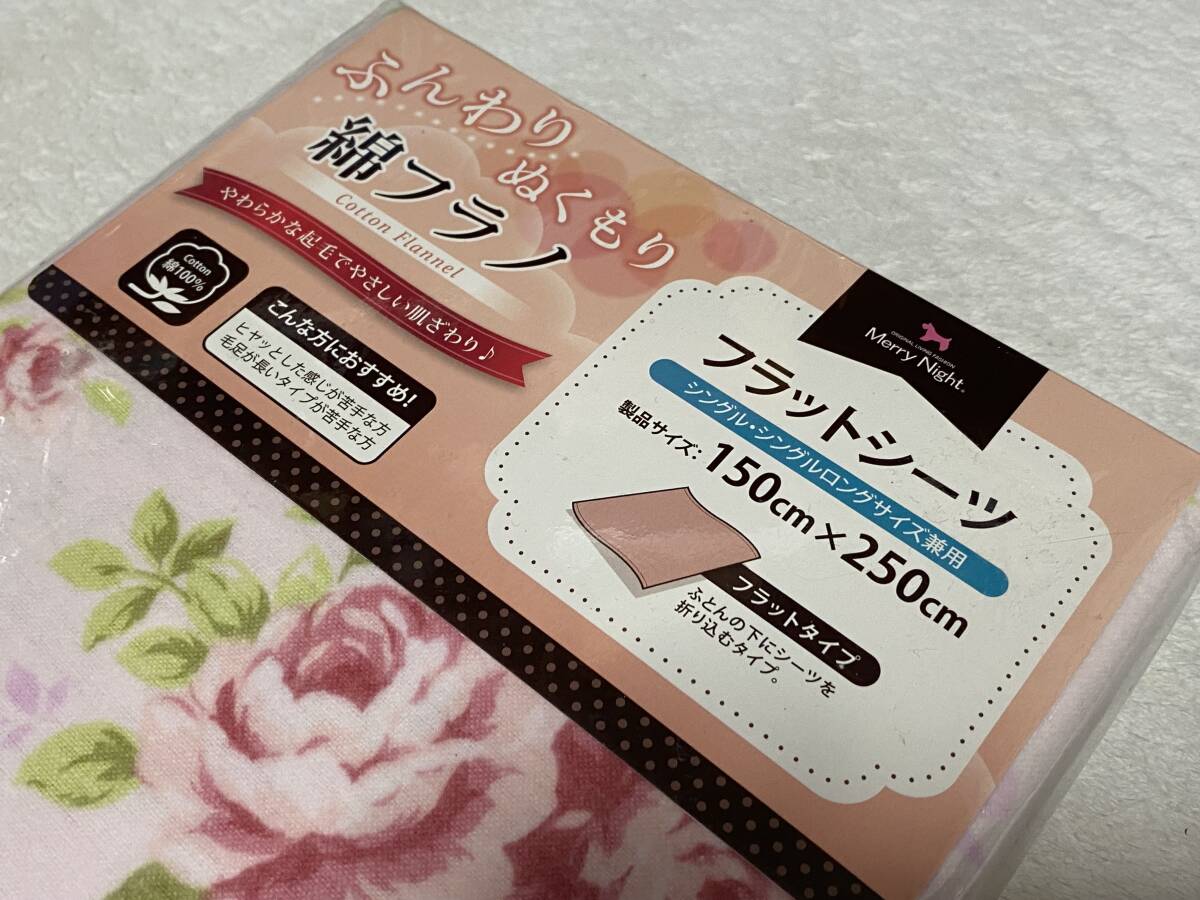 ふんわり
ぬくもり
綿フラノ
Cotton Flannel
やわらかな起毛でやさしい肌ざわり♪
Cotton
綿100%
こんな方におすすめ!
ヒヤッとした感じが苦手な方
毛足が長いタイプが苦手な方
ORIGINAL LIVING FASHION
Merry Night®
フラットシーツ
シングル・シングルロングサイズ兼用
製品サイズ:150cm×250cm
フラットタイプ
ふとんの下にシーツを
折り込むタイプ。